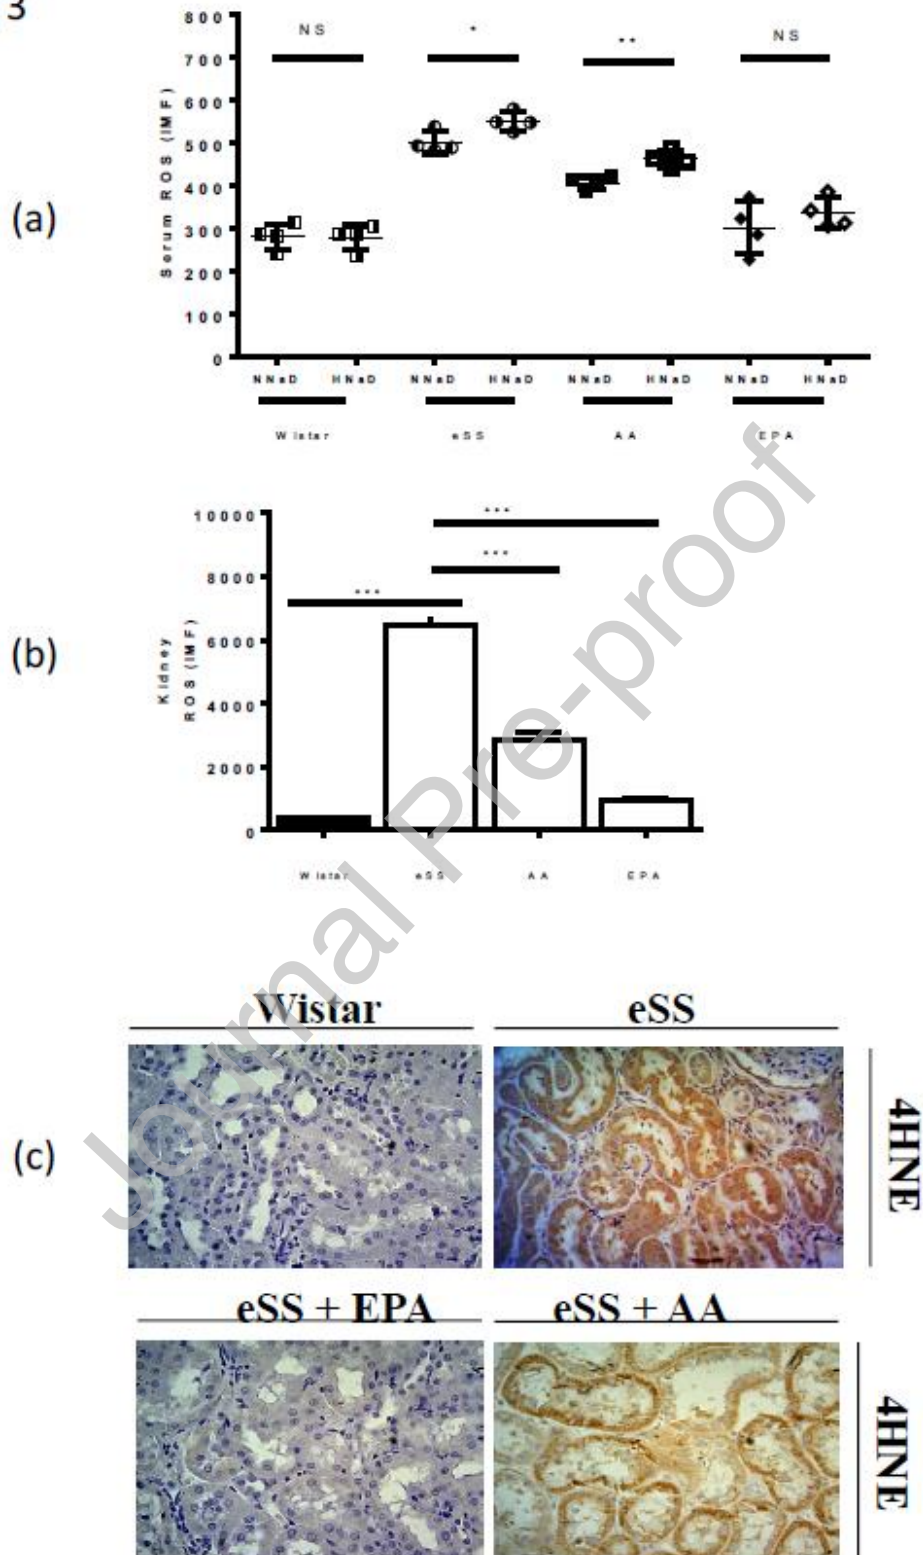 3
(a)
Serum ROS (IMF)
800
700
600
500
400
300
200
100
0
NS
*
**
NS
NNaD HNaD NNaD HNaD NNaD HNaD NNaD HNaD
Wistar eSS AA EPA
(b)
Kidney
ROS (IMF)
10000
8000
6000
4000
2000
0
***
***
***
Wistar eSS AA EPA
(c)
Wistar eSS
4HNE
eSS + EPA eSS + AA
4HNE
Journal Pre-proof